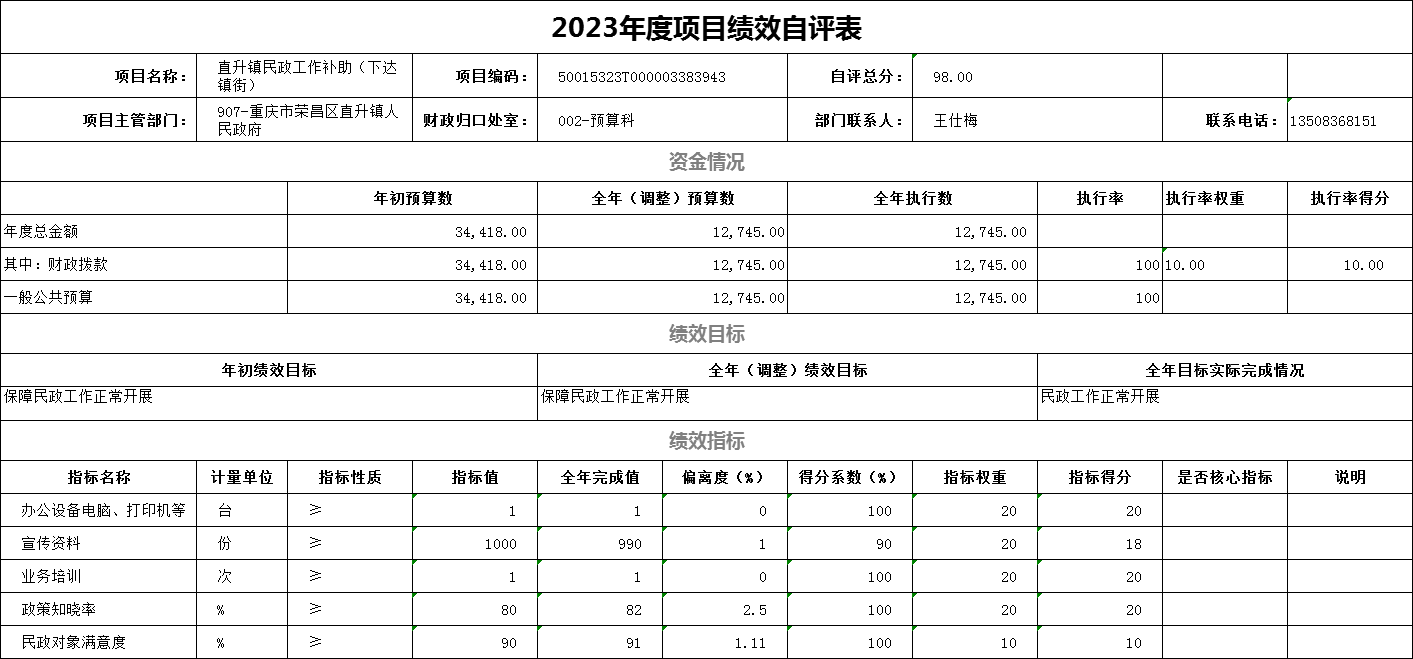 2023年度项目绩效自评表
项目名称： 直升镇民政工作补助（下达镇街） 项目编码： 50015323T000003383943 自评总分： 98.00
项目主管部门： 907-重庆市荣昌区直升镇人民政府 财政归口处室： 002-预算科 部门联系人： 王仕梅 联系电话： 13508368151
资金情况
年初预算数 全年（调整）预算数 全年执行数 执行率 执行率权重 执行率得分
年度总金额 34,418.00 12,745.00 12,745.00
其中：财政拨款 34,418.00 12,745.00 12,745.00 100 10.00 10.00
一般公共预算 34,418.00 12,745.00 12,745.00 100
绩效目标
年初绩效目标 全年（调整）绩效目标 全年目标实际完成情况
保障民政工作正常开展 保障民政工作正常开展 民政工作正常开展
绩效指标
指标名称 计量单位 指标性质 指标值 全年完成值 偏离度（%） 得分系数（%） 指标权重 指标得分 是否核心指标 说明
办公设备电脑、打印机等 台 ≥ 1 1 0 100 20 20
宣传资料 份 ≥ 1000 990 1 90 20 18
业务培训 次 ≥ 1 1 0 100 20 20
政策知晓率 % ≥ 80 82 2.5 100 20 20
民政对象满意度 % ≥ 90 91 1.11 100 10 10